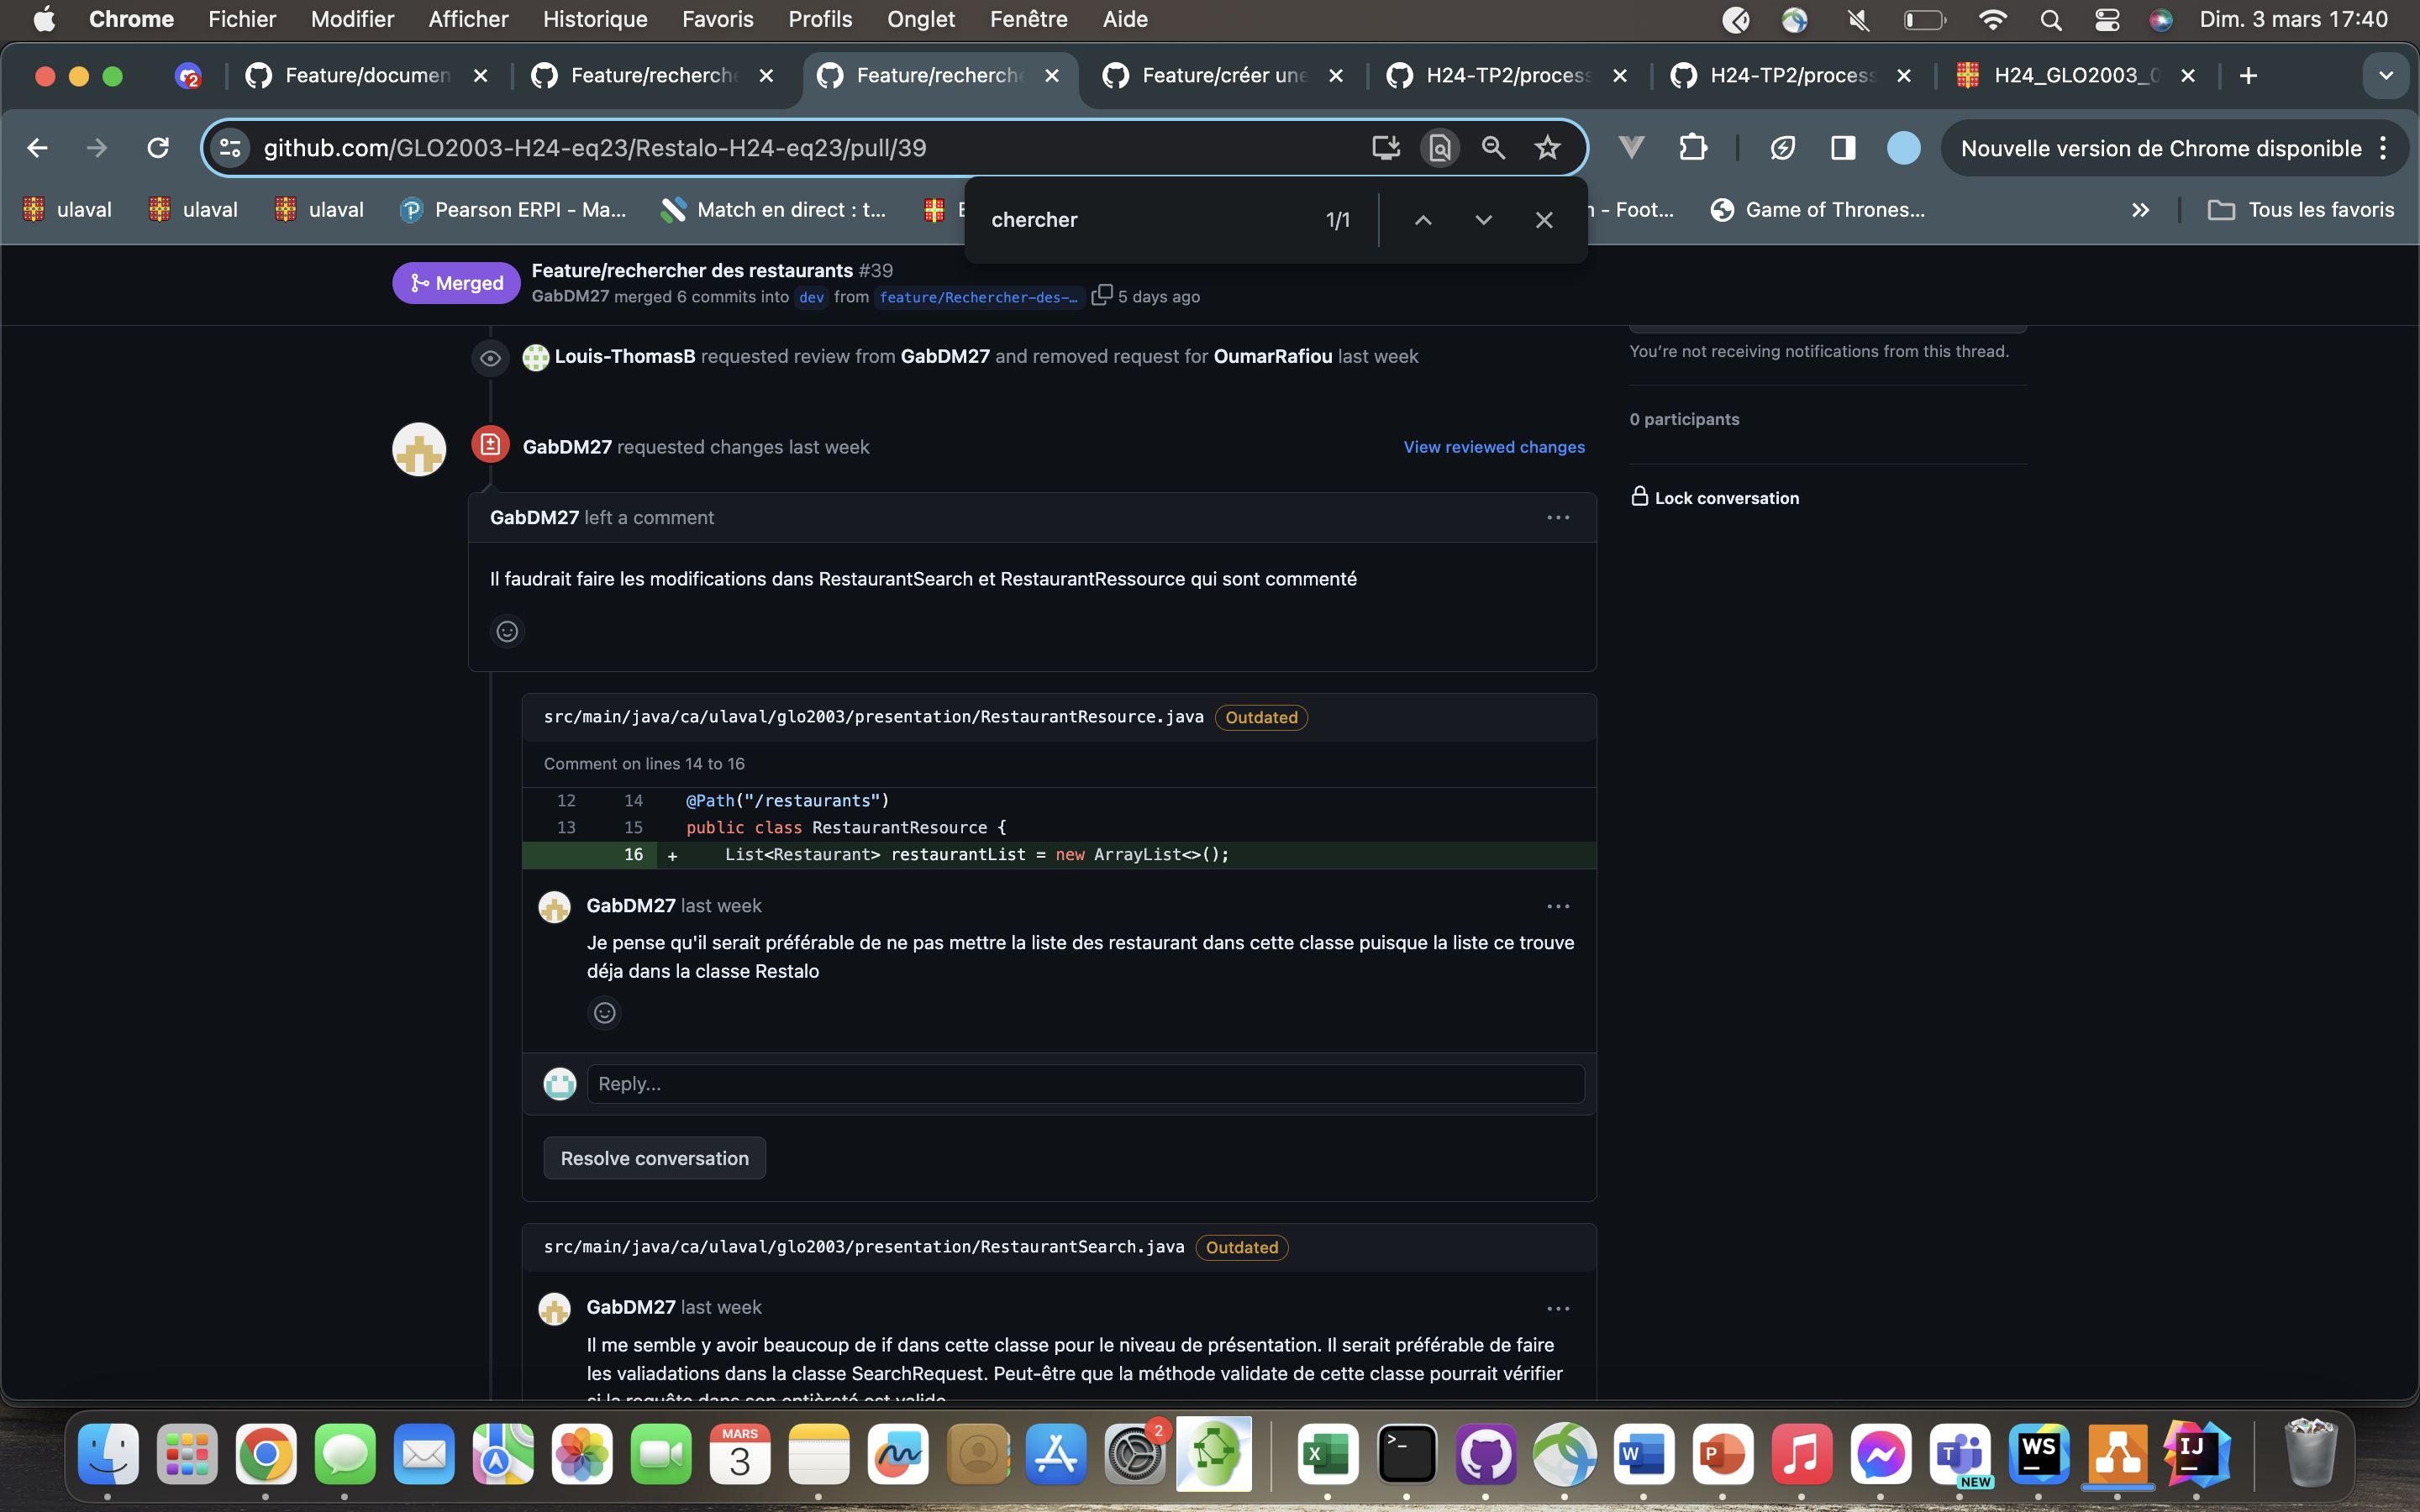 Chrome Fichier Modifier Afficher Historique Favoris Profils Onglet Fenêtre Aide Dim. 3 mars 17:40
2 Feature/documen Feature/recherche Feature/recherche Feature/créer une H24-TP2/process H24-TP2/process H24_GLO2003_0
github.com/GLO2003-H24-eq23/Restalo-H24-eq23/pull/39 Nouvelle version de Chrome disponible
ulaval ulaval ulaval Pearson ERPI - Ma... Match en direct : t... - Foot... Game of Thrones... Tous les favoris
chercher 1/1
Merged Feature/rechercher des restaurants #39
GabDM27 merged 6 commits into dev from feature/Rechercher-des-… 5 days ago
Louis-ThomasB requested review from GabDM27 and removed request for OumarRafiou last week
You’re not receiving notifications from this thread.
0 participants
Lock conversation
GabDM27 requested changes last week View reviewed changes
GabDM27 left a comment
Il faudrait faire les modifications dans RestaurantSearch et RestaurantRessource qui sont commenté
src/main/java/ca/ulaval/glo2003/presentation/RestaurantResource.java Outdated
Comment on lines 14 to 16
12 14 @Path("/restaurants")
13 15 public class RestaurantResource {
16 + List<Restaurant> restaurantList = new ArrayList<>();
GabDM27 last week
Je pense qu'il serait préférable de ne pas mettre la liste des restaurant dans cette classe puisque la liste ce trouve
déja dans la classe Restalo
Reply...
Resolve conversation
src/main/java/ca/ulaval/glo2003/presentation/RestaurantSearch.java Outdated
GabDM27 last week
Il me semble y avoir beaucoup de if dans cette classe pour le niveau de présentation. Il serait préférable de faire
les valiadations dans la classe SearchRequest. Peut-être que la méthode validate de cette classe pourrait vérifier
si la requête dans son entièreté est valide
MARS
3
2
X
>_
W
P
T
NEW
WS
IJ